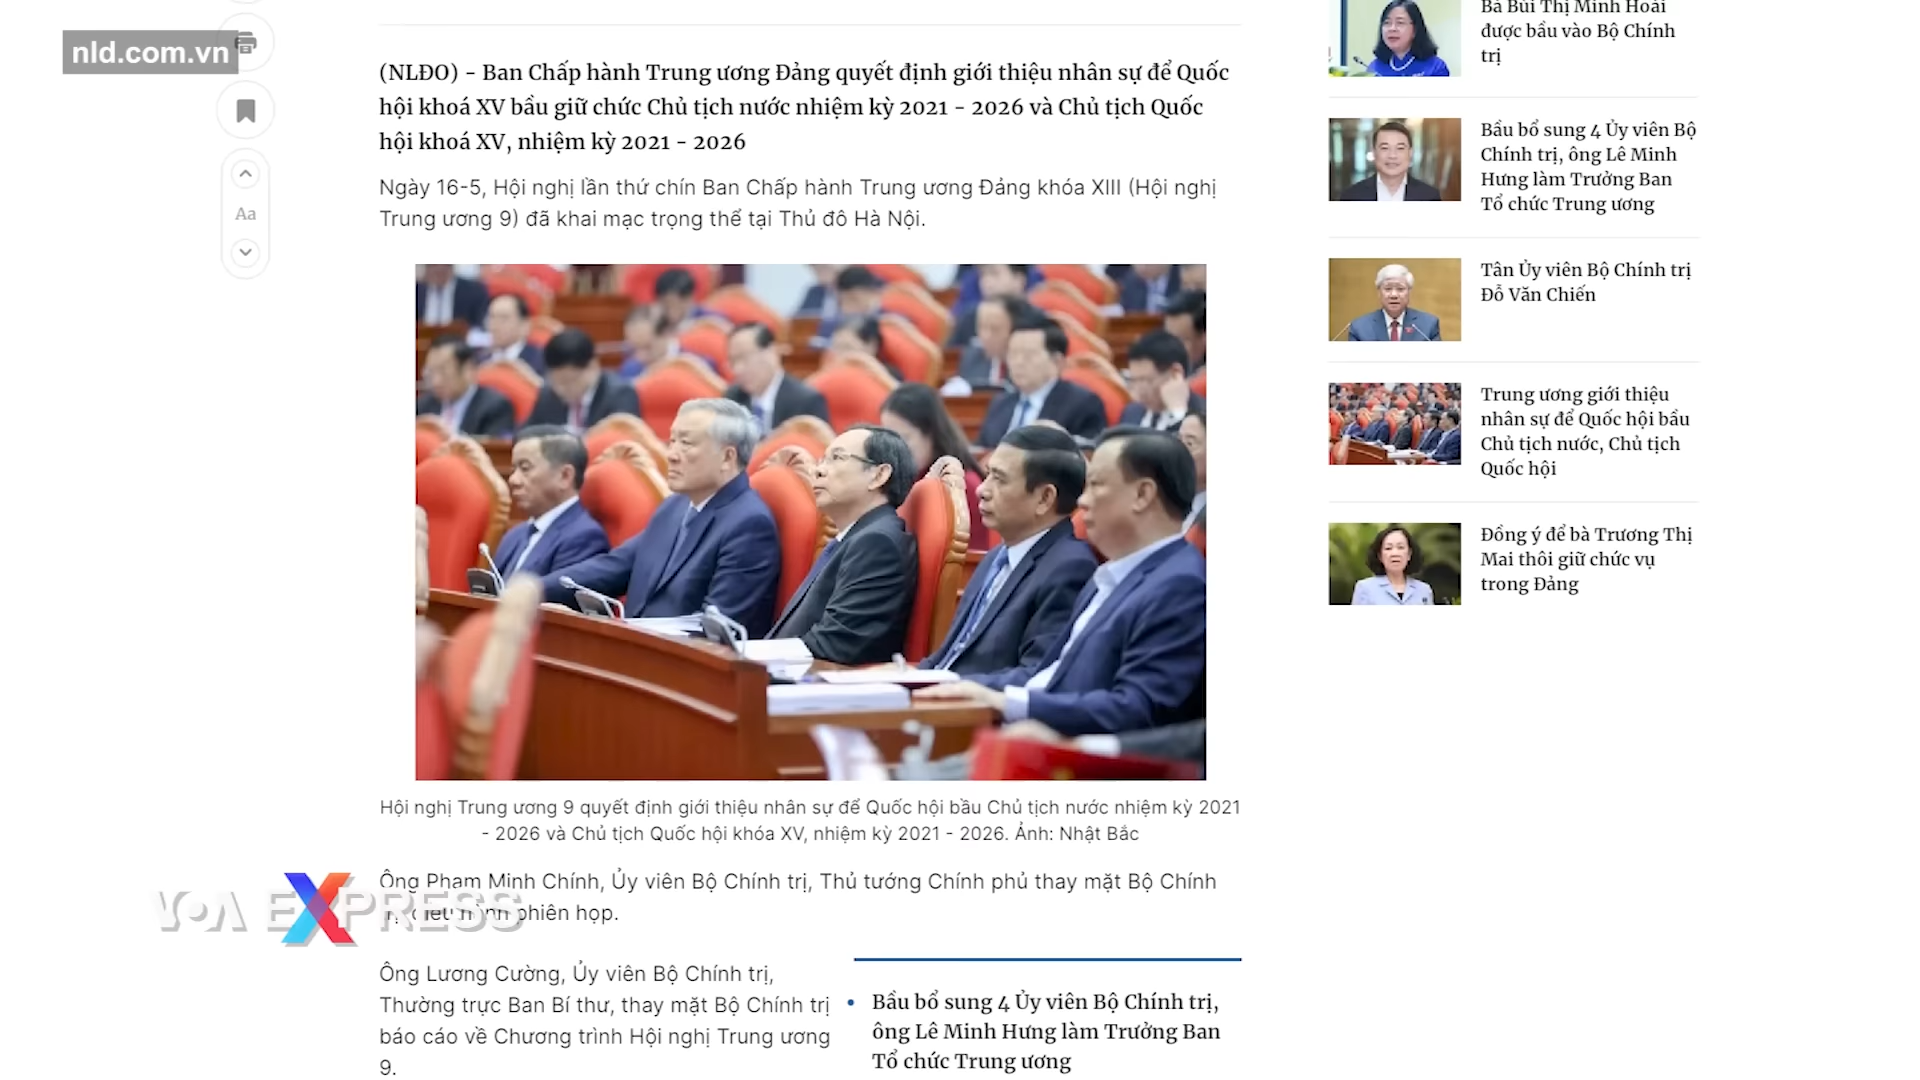 nld.com.vn
Aa
(NLĐO) - Ban Chấp hành Trung ương Đảng quyết định giới thiệu nhân sự để Quốc
hội khoá XV bầu giữ chức Chủ tịch nước nhiệm kỳ 2021 - 2026 và Chủ tịch Quốc
hội khoá XV, nhiệm kỳ 2021 - 2026
Ngày 16-5, Hội nghị lần thứ chín Ban Chấp hành Trung ương Đảng khóa XIII (Hội nghị
Trung ương 9) đã khai mạc trọng thể tại Thủ đô Hà Nội.
Hội nghị Trung ương 9 quyết định giới thiệu nhân sự để Quốc hội bầu Chủ tịch nước nhiệm kỳ 2021
- 2026 và Chủ tịch Quốc hội khóa XV, nhiệm kỳ 2021 - 2026. Ảnh: Nhật Bắc
Ông Phạm Minh Chính, Ủy viên Bộ Chính trị, Thủ tướng Chính phủ thay mặt Bộ Chính
phiên họp.
VOA EXPRESS
Ông Lương Cường, Ủy viên Bộ Chính trị,
Thường trực Ban Bí thư, thay mặt Bộ Chính trị
báo cáo về Chương trình Hội nghị Trung ương
9.
• Bầu bổ sung 4 Ủy viên Bộ Chính trị,
ông Lê Minh Hưng làm Trưởng Ban
Tổ chức Trung ương
Bà Bùi Thị Minh Hoài
được bầu vào Bộ Chính
trị
Bầu bổ sung 4 Ủy viên Bộ
Chính trị, ông Lê Minh
Hưng làm Trưởng Ban
Tổ chức Trung ương
Tân Ủy viên Bộ Chính trị
Đỗ Văn Chiến
Trung ương giới thiệu
nhân sự để Quốc hội bầu
Chủ tịch nước, Chủ tịch
Quốc hội
Đồng ý để bà Trương Thị
Mai thôi giữ chức vụ
trong Đảng